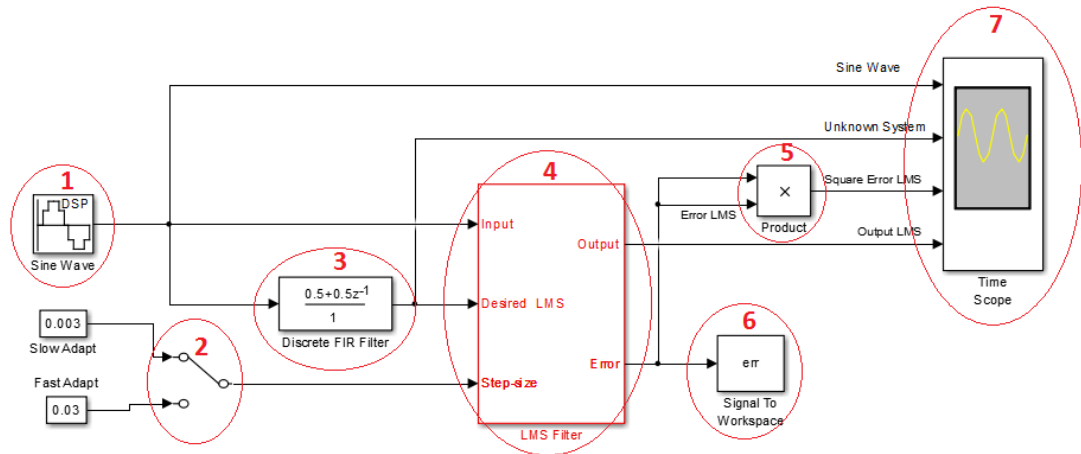 7
Sine Wave
Unknown System
5
×
Square Error LMS
Error LMS
Product
Output LMS
Time
Scope
1
DSP
Sine Wave
4
Input
Output
Desired LMS
Error
Step-size
LMS Filter
3
0.5+0.5z⁻¹
1
Discrete FIR Filter
0.003
Slow Adapt
2
Fast Adapt
0.03
6
err
Signal To
Workspace